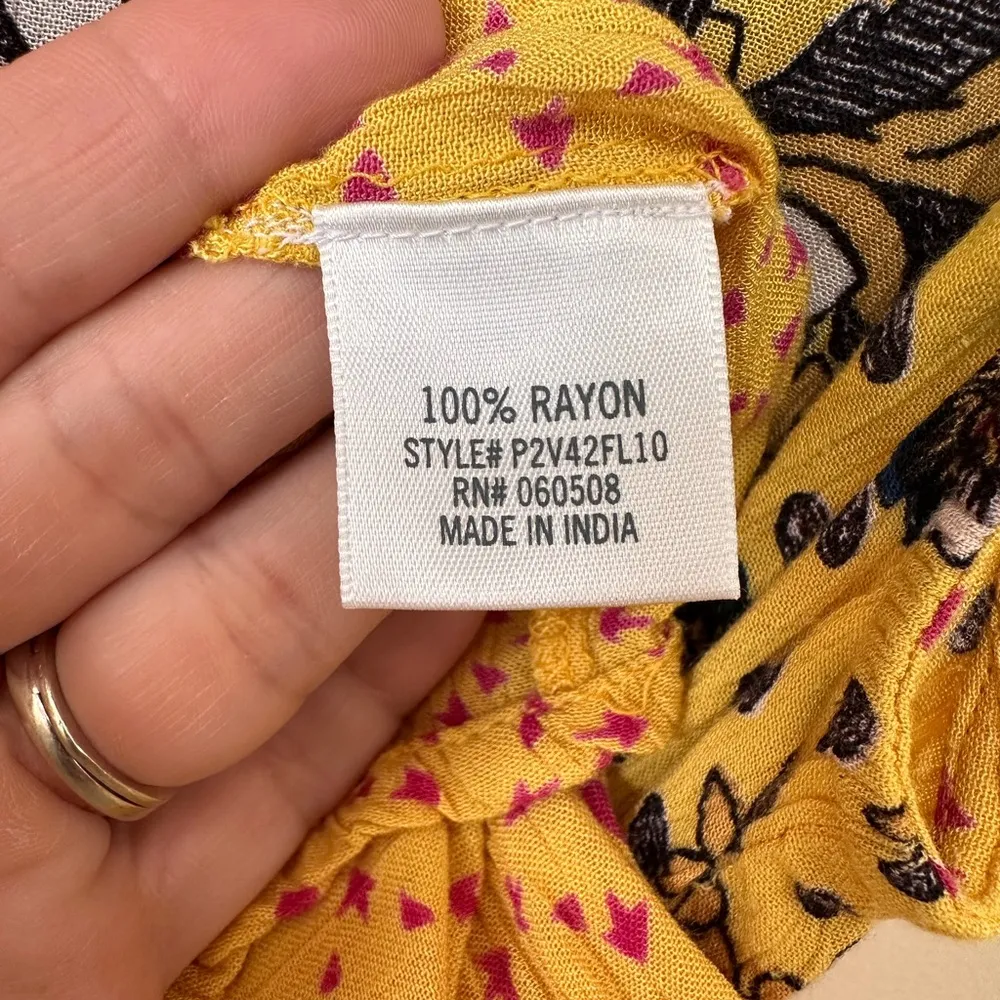 100% RAYON
STYLE# P2V42FL10
RN# 060508
MADE IN INDIA